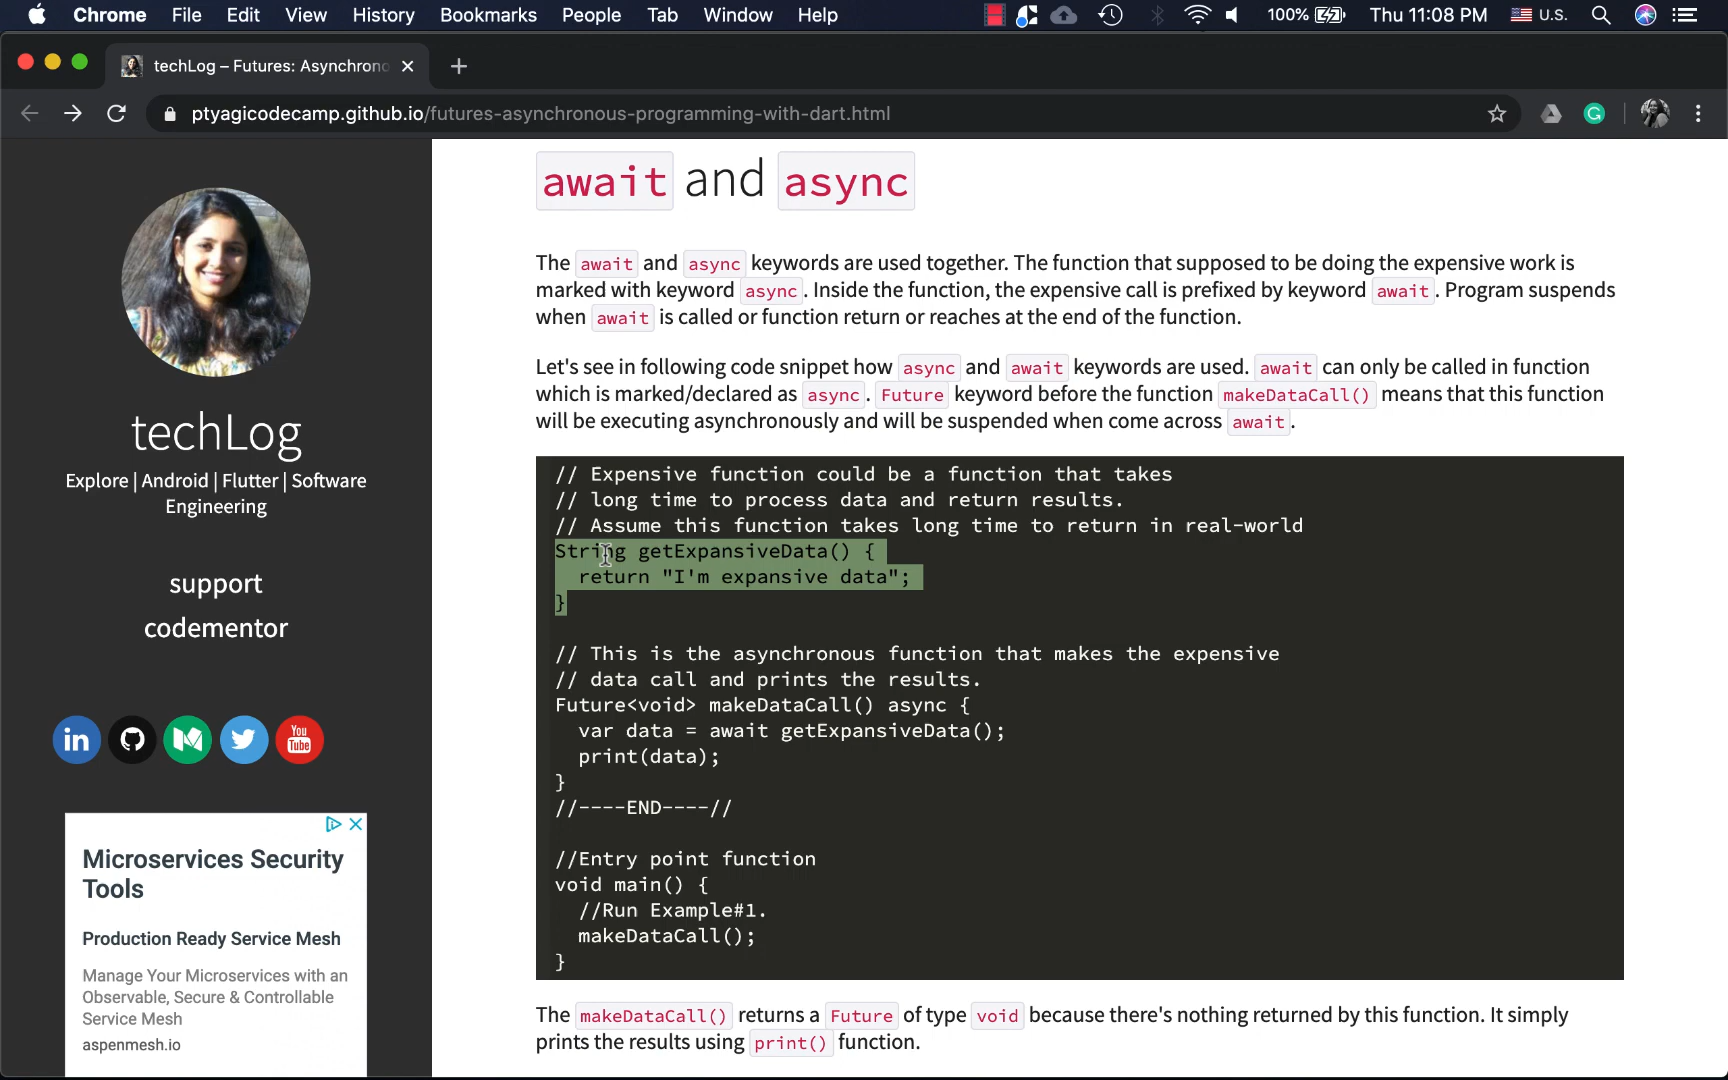 Chrome File Edit View History Bookmarks People Tab Window Help 100% Thu 11:08 PM U.S.
techLog – Futures: Asynchrono
ptyagicodecamp.github.io/futures-asynchronous-programming-with-dart.html
techLog
Explore | Android | Flutter | Software
Engineering
support
codementor
in
You
Tube
Microservices Security
Tools
Production Ready Service Mesh
Manage Your Microservices with an
Observable, Secure & Controllable
Service Mesh
aspenmesh.io
await and async
The await and async keywords are used together. The function that supposed to be doing the expensive work is
marked with keyword async. Inside the function, the expensive call is prefixed by keyword await. Program suspends
when await is called or function return or reaches at the end of the function.
Let's see in following code snippet how async and await keywords are used. await can only be called in function
which is marked/declared as async. Future keyword before the function makeDataCall() means that this function
will be executing asynchronously and will be suspended when come across await.
// Expensive function could be a function that takes
// long time to process data and return results.
// Assume this function takes long time to return in real-world
String getExpansiveData() {
return "I'm expansive data";
}
// This is the asynchronous function that makes the expensive
// data call and prints the results.
Future<void> makeDataCall() async {
var data = await getExpansiveData();
print(data);
}
//----END----//
//Entry point function
void main() {
//Run Example#1.
makeDataCall();
}
The makeDataCall() returns a Future of type void because there's nothing returned by this function. It simply
prints the results using print() function.